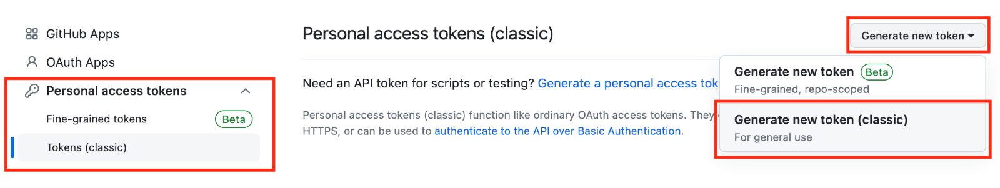 GitHub Apps
OAuth Apps
Personal access tokens
Fine-grained tokens Beta
Tokens (classic)
Personal access tokens (classic)
Generate new token
Need an API token for scripts or testing? Generate a personal access
Personal access tokens (classic) function like ordinary OAuth access tokens. They
HTTPS, or can be used to authenticate to the API over Basic Authentication.
Generate new token Beta
Fine-grained, repo-scoped
Generate new token (classic)
For general use